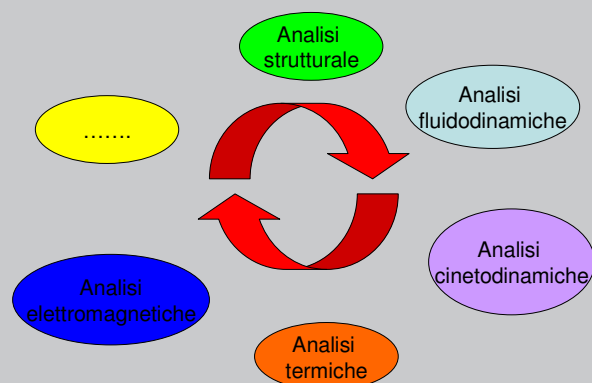 Analisi
strutturale
Analisi
fluidodinamiche
Analisi
cinetodinamiche
Analisi
termiche
Analisi
elettromagnetiche
…….